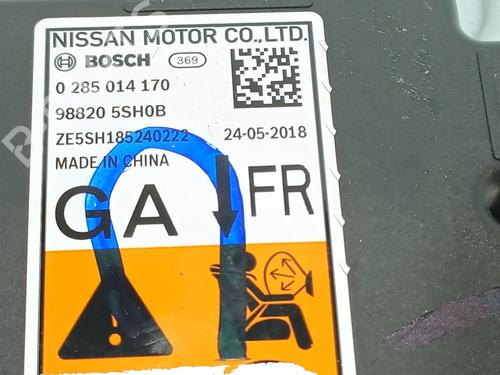 NISSAN MOTOR CO.,LTD.
BOSCH 369
0 285 014 170
98820 5SH0B
ZE5SH185240222 24-05-2018
MADE IN CHINA
GA FR